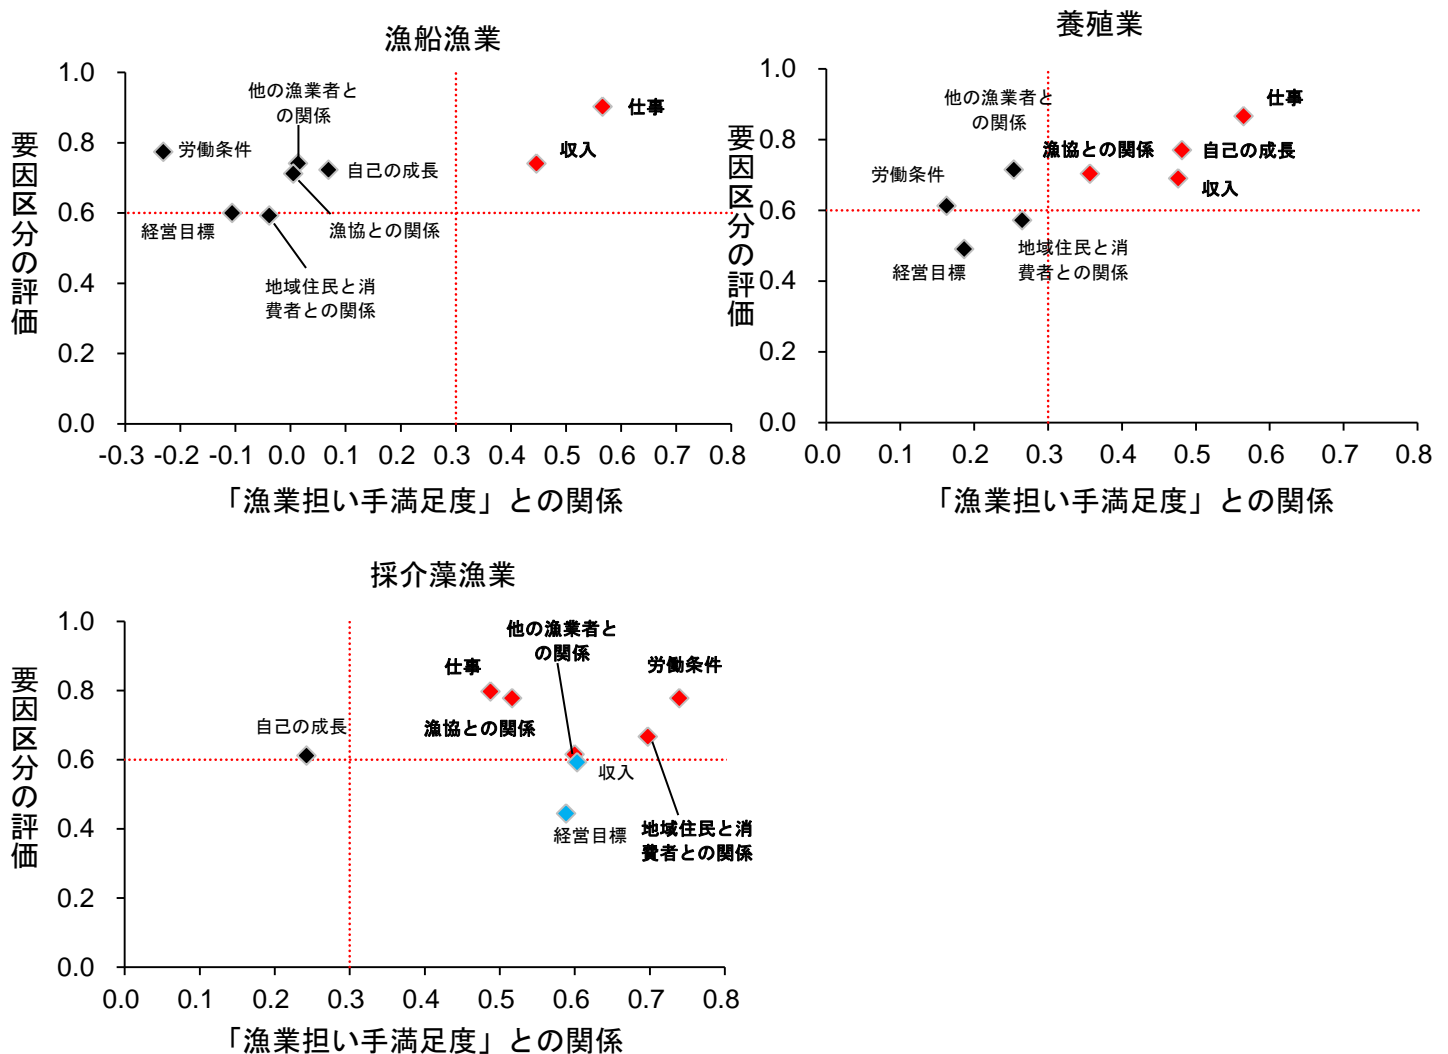 漁船漁業
要因区分の評価
1.0
0.8
0.6
0.4
0.2
0.0
他の漁業者と
の関係
仕事
収入
労働条件
自己の成長
経営目標
漁協との関係
地域住民と消
費者との関係
-0.3
-0.2
-0.1
0.0
0.1
0.2
0.3
0.4
0.5
0.6
0.7
0.8
「漁業担い手満足度」との関係
養殖業
要因区分の評価
1.0
0.8
0.6
0.4
0.2
0.0
他の漁業者と
の関係
仕事
漁協との関係
自己の成長
労働条件
収入
地域住民と消
費者との関係
経営目標
0.0
0.1
0.2
0.3
0.4
0.5
0.6
0.7
0.8
「漁業担い手満足度」との関係
採介藻漁業
要因区分の評価
1.0
0.8
0.6
0.4
0.2
0.0
他の漁業者と
の関係
仕事
労働条件
自己の成長
漁協との関係
収入
経営目標
地域住民と消
費者との関係
0.0
0.1
0.2
0.3
0.4
0.5
0.6
0.7
0.8
「漁業担い手満足度」との関係